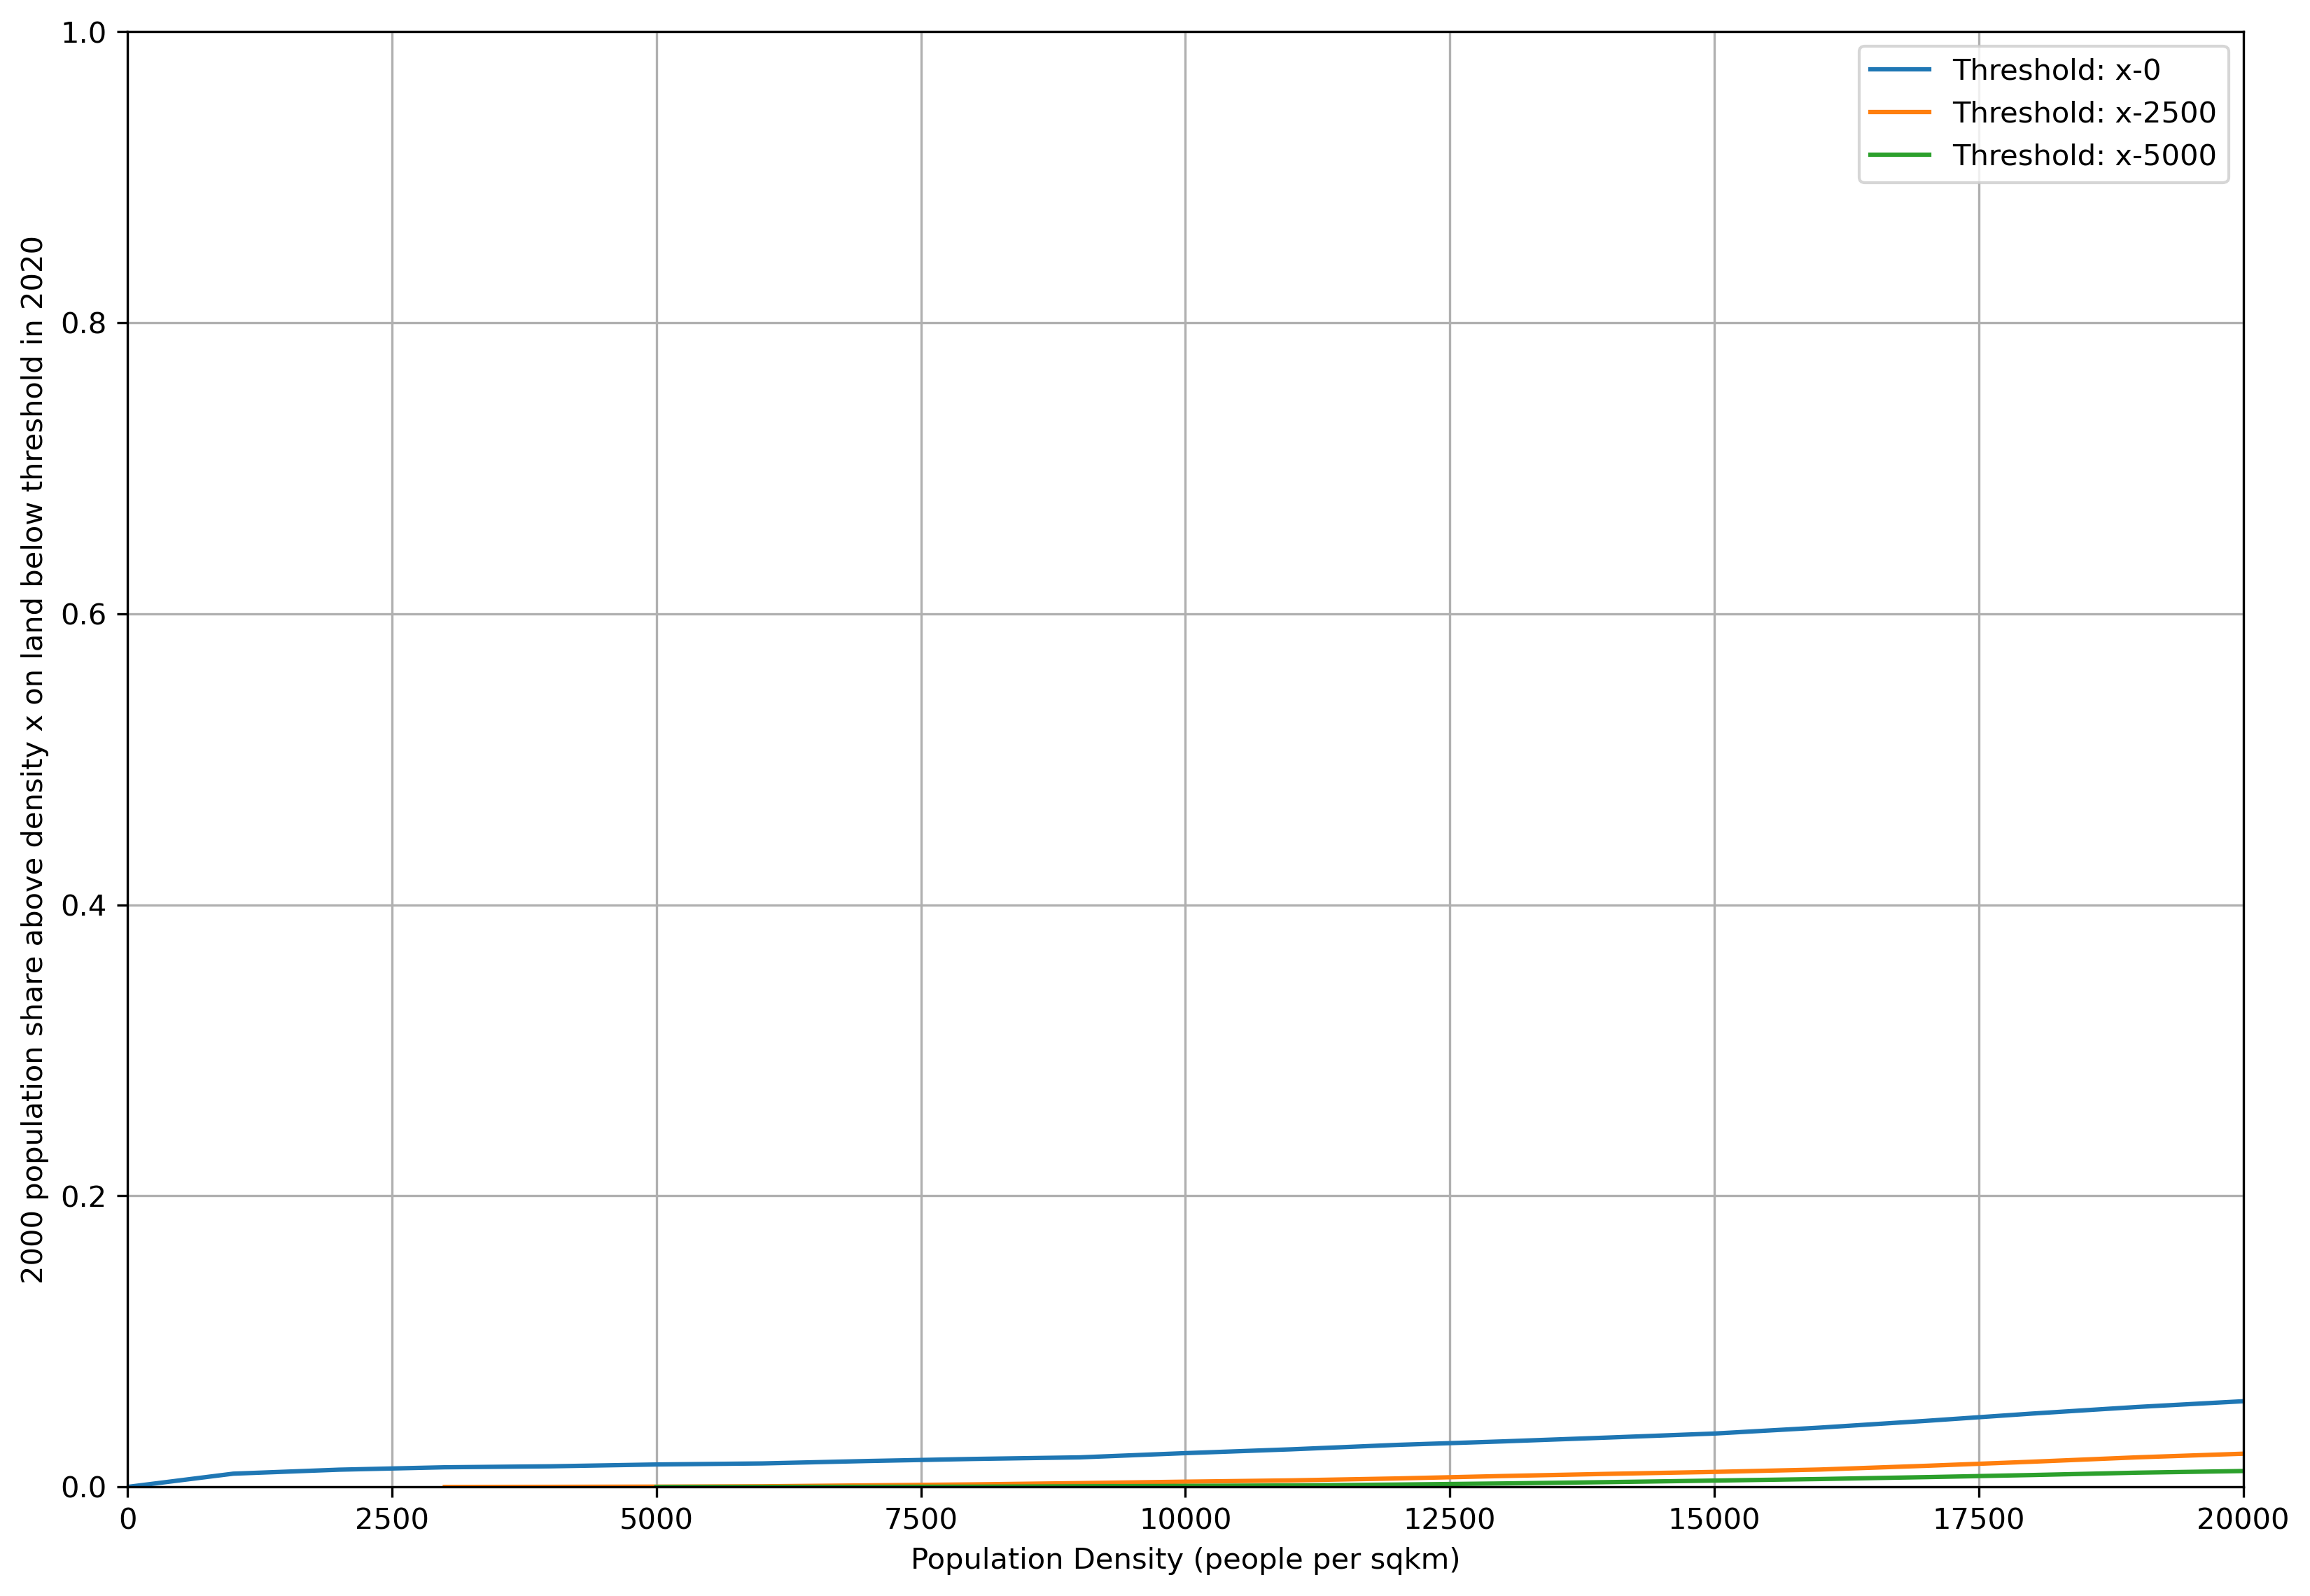 1.0
0.8
0.6
0.4
0.2
0.0
2000 population share above density x on land below threshold in 2020
Threshold: x-0
Threshold: x-2500
Threshold: x-5000
0 2500 5000 7500 10000 12500 15000 17500 20000
Population Density (people per sqkm)